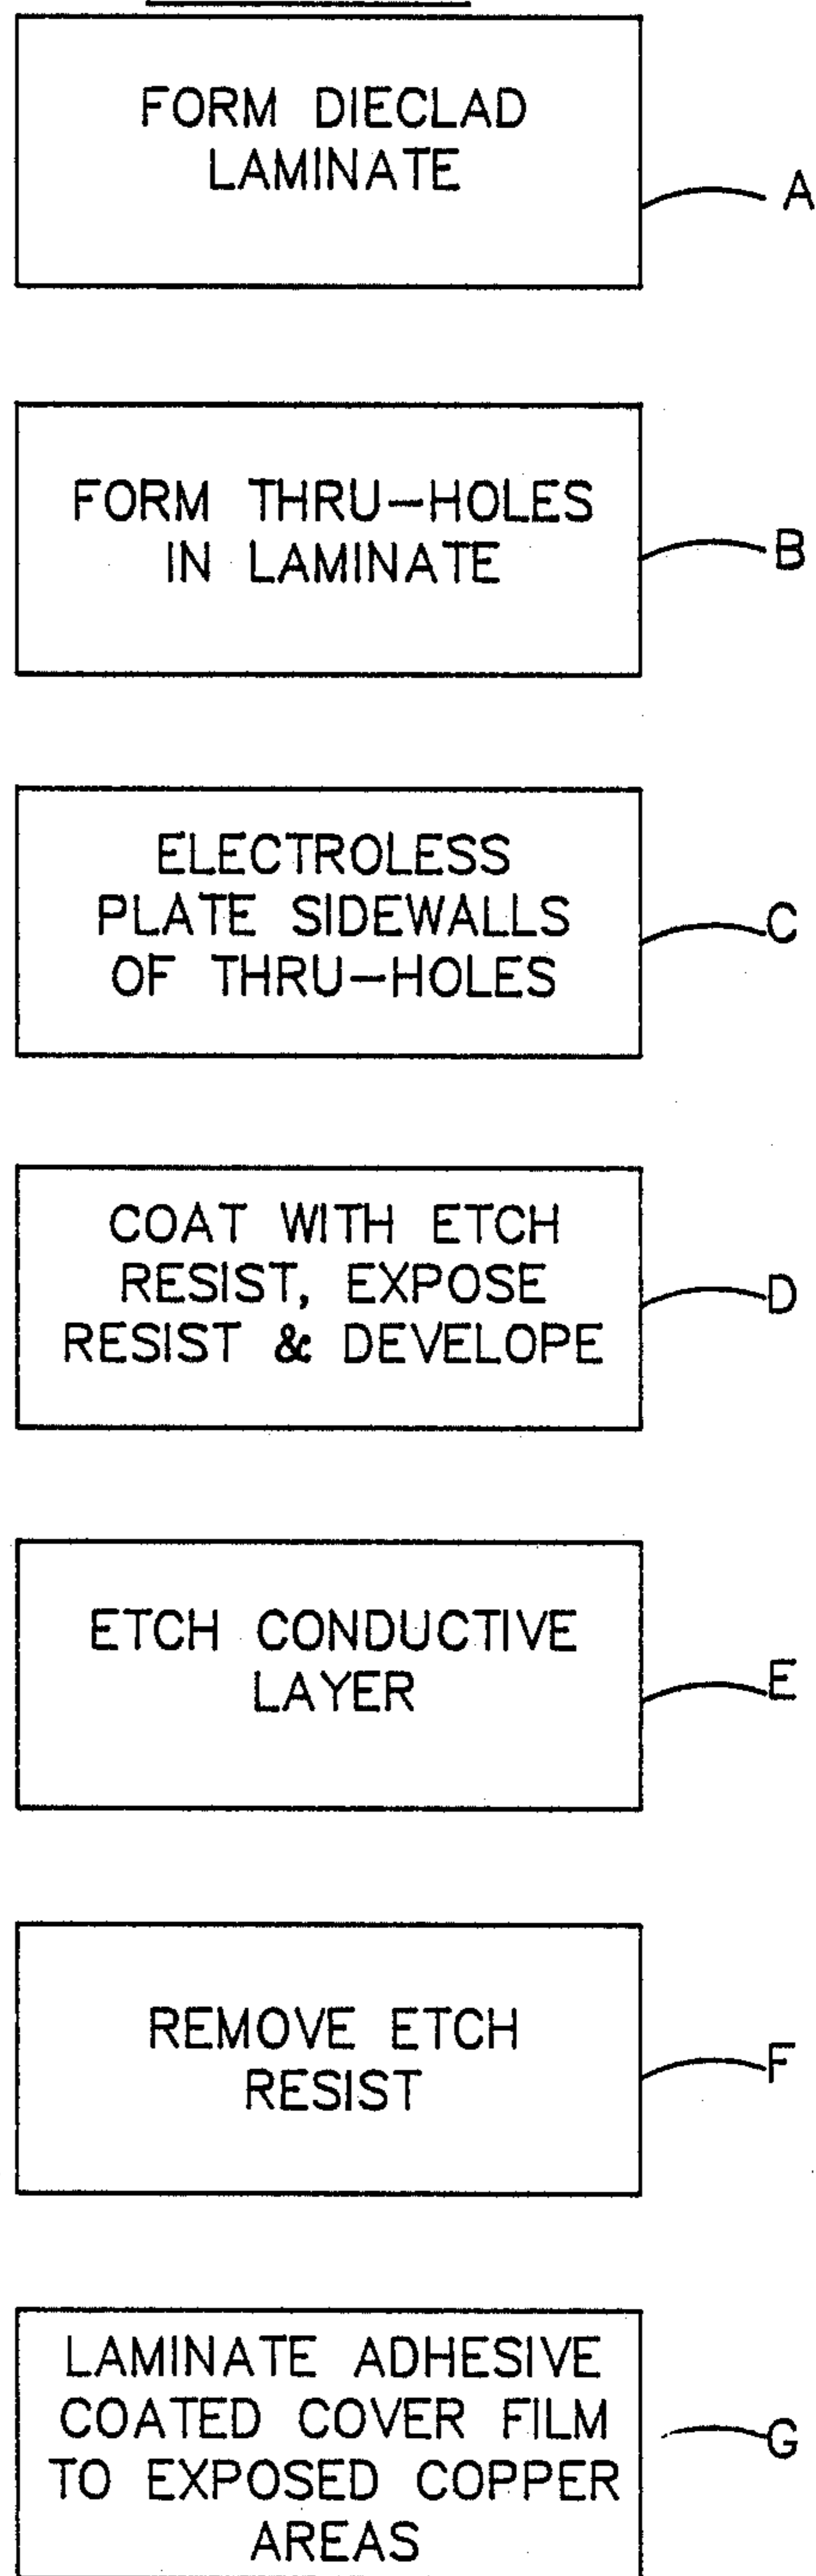 FORM DIECLAD
LAMINATE
A
FORM THRU-HOLES
IN LAMINATE
B
ELECTROLESS
PLATE SIDEWALLS
OF THRU-HOLES
C
COAT WITH ETCH
RESIST, EXPOSE
RESIST & DEVELOPE
D
ETCH CONDUCTIVE
LAYER
E
REMOVE ETCH
RESIST
F
LAMINATE ADHESIVE
COATED COVER FILM
TO EXPOSED COPPER
AREAS
G